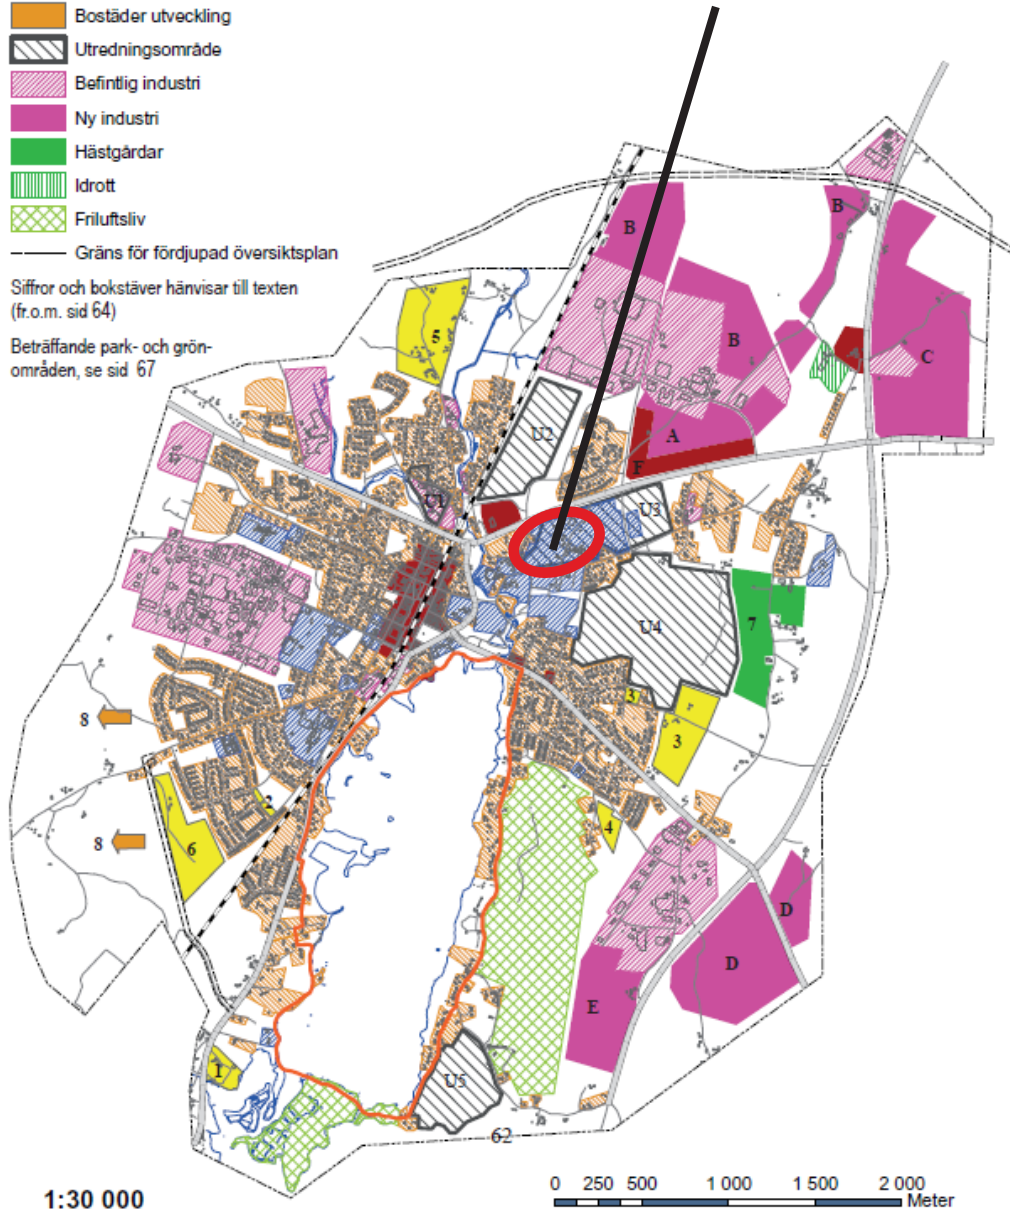 Bostäder utveckling
Utredningsområde
Befintlig industri
Ny industri
Hästgårdar
Idrott
Friluftsliv
Gräns för fördjupad översiktsplan
Siffror och bokstäver hänvisar till texten
(fr.o.m. sid 64)
Beträffande park- och grön-
områden, se sid 67
B
B
5
B
A
C
U2
A
F
U1
U3
U4
7
3
3
8
2
4
8
6
D
D
E
1
U5
62
1:30 000
0 250 500 1 000 1 500 2 000
Meter